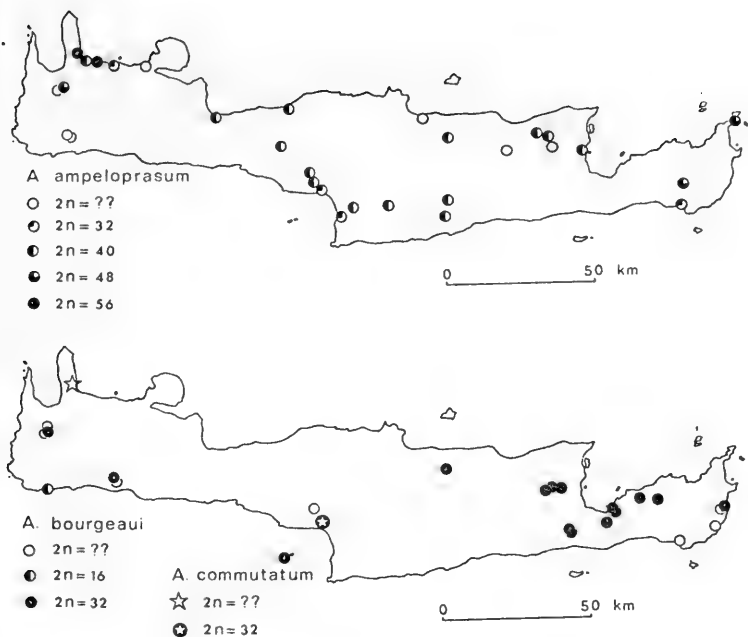 A ampeloprasum
2n= ??
2n= 32
2n= 40
2n= 48
2n= 56
0 50 km
A. bourgeaui
2n= ??
2n= 16
2n= 32
A. commutatum
2n= ??
2n= 32
0 50 km